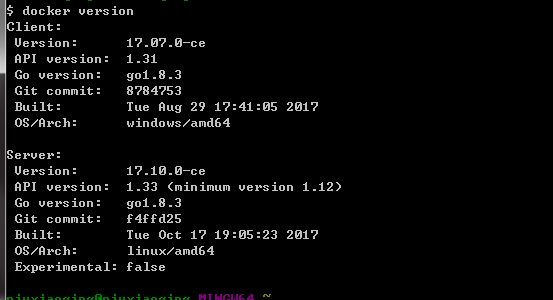 $ docker version
Client:
 Version:      17.07.0-ce
 API version:  1.31
 Go version:   go1.8.3
 Git commit:   8784753
 Built:        Tue Aug 29 17:41:05 2017
 OS/Arch:      windows/amd64
Server:
 Version:      17.10.0-ce
 API version:  1.33 (minimum version 1.12)
 Go version:   go1.8.3
 Git commit:   f4ffd25
 Built:        Tue Oct 17 19:05:23 2017
 OS/Arch:      linux/amd64
 Experimental: false
MINGW64 ~